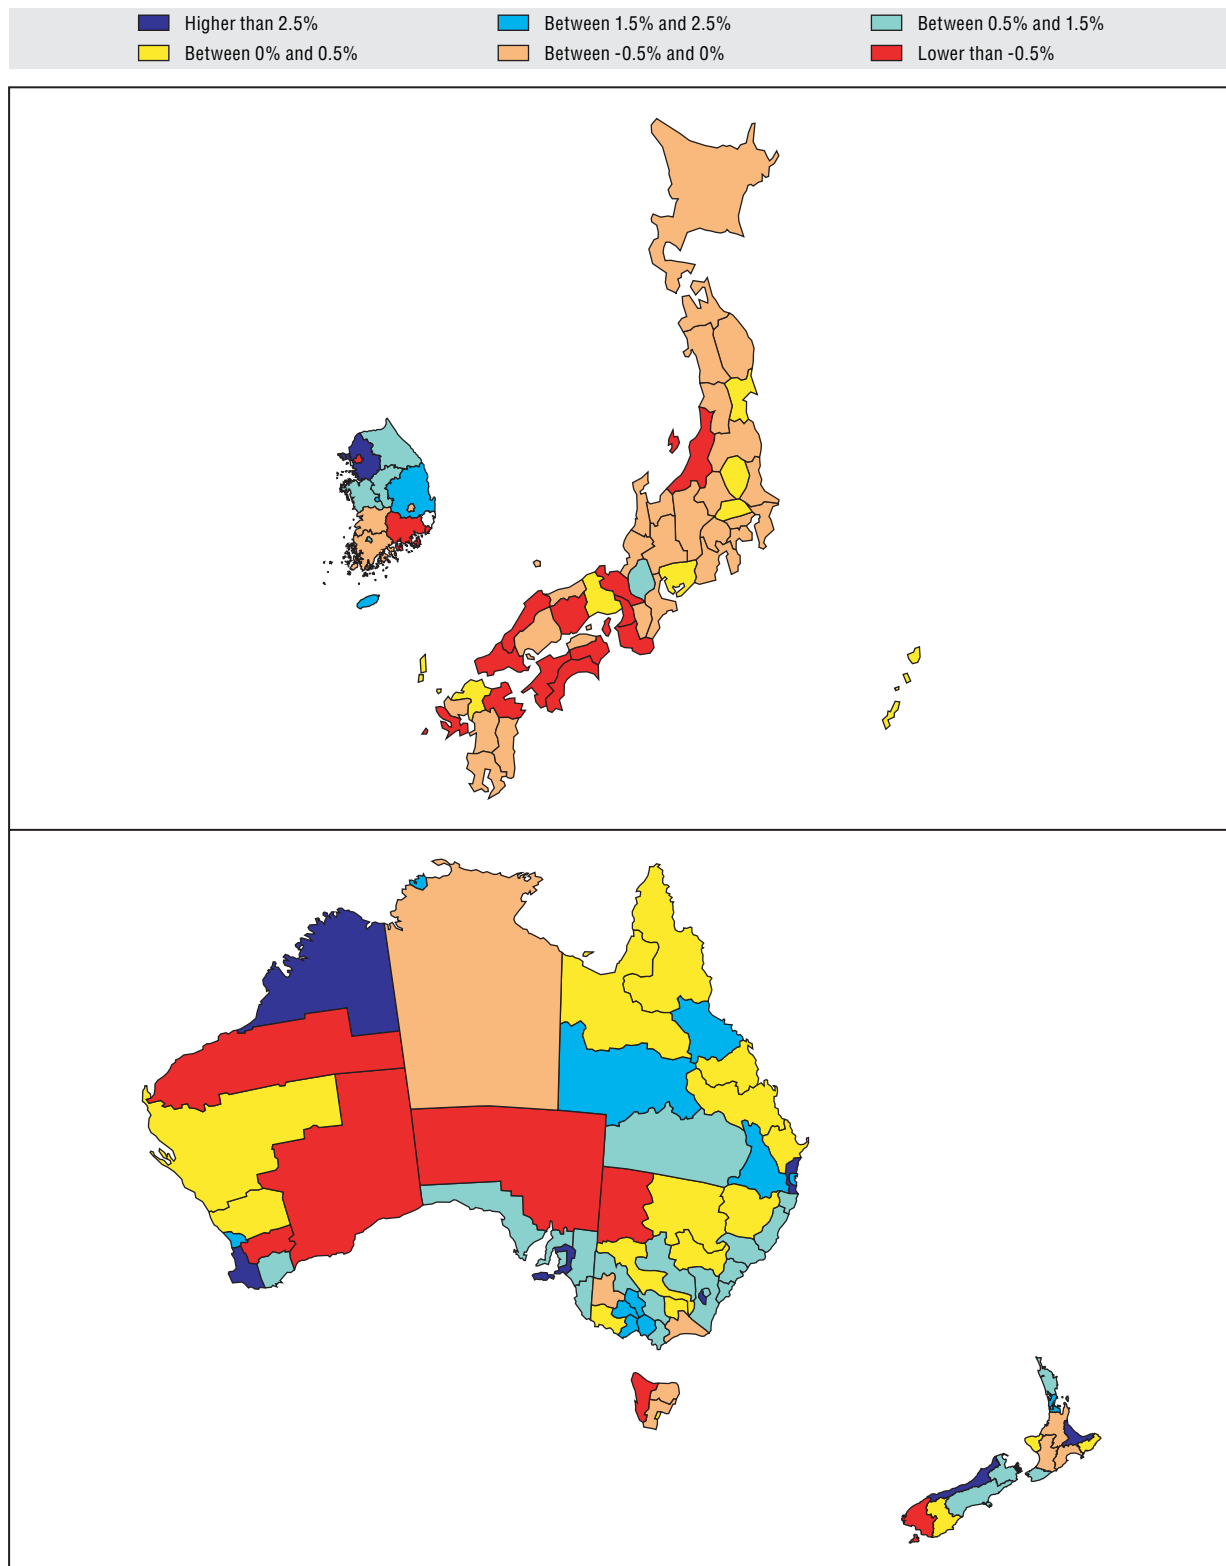 Higher than 2.5% Between 1.5% and 2.5% Between 0.5% and 1.5%
Between 0% and 0.5% Between -0.5% and 0% Lower than -0.5%